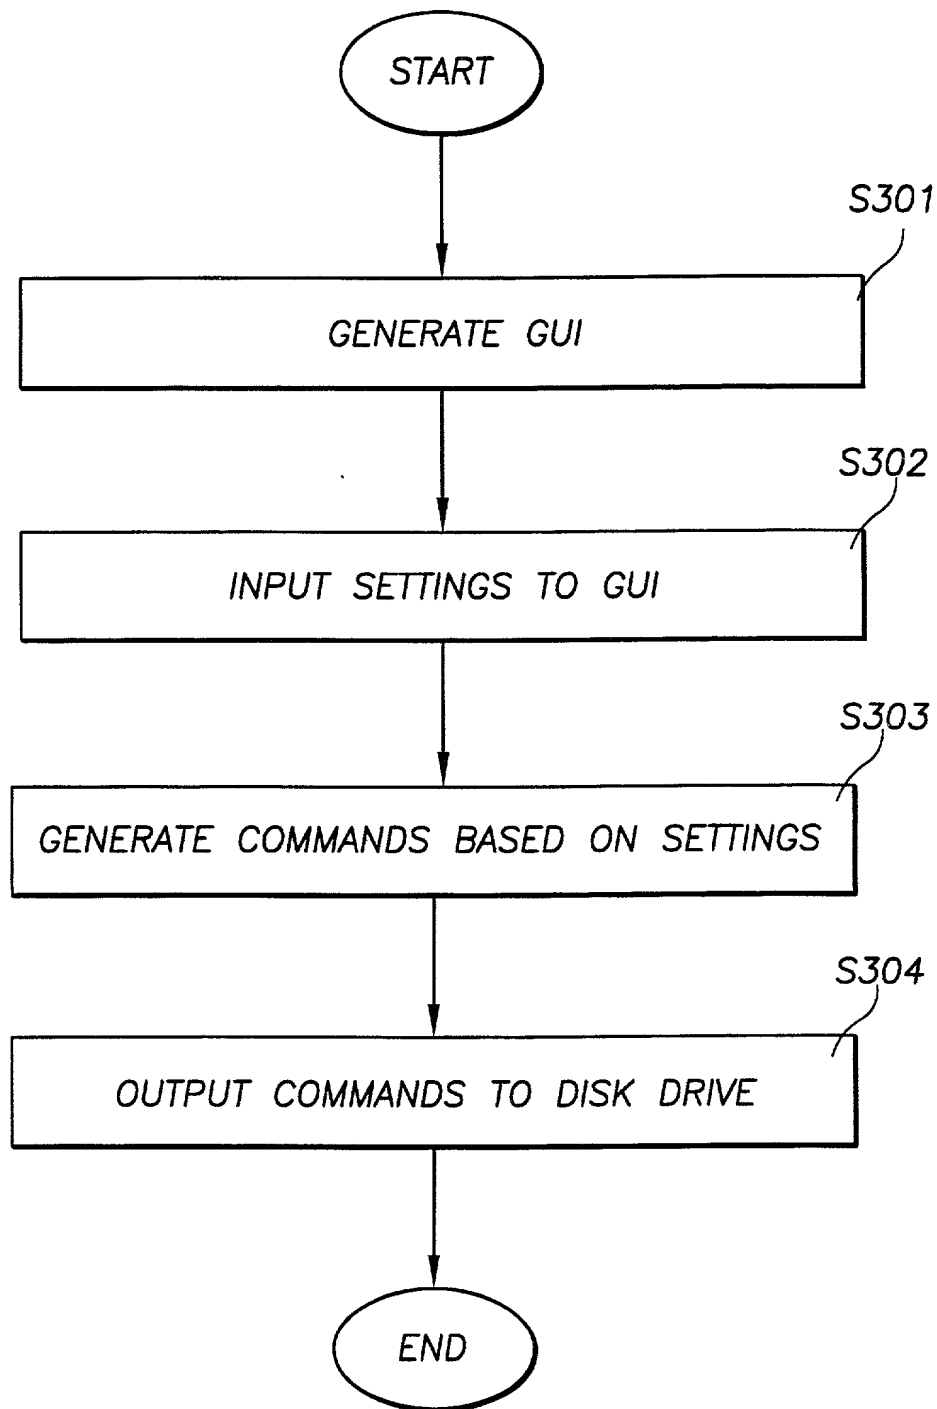 START
S301
GENERATE GUI
S302
INPUT SETTINGS TO GUI
S303
GENERATE COMMANDS BASED ON SETTINGS
S304
OUTPUT COMMANDS TO DISK DRIVE
END